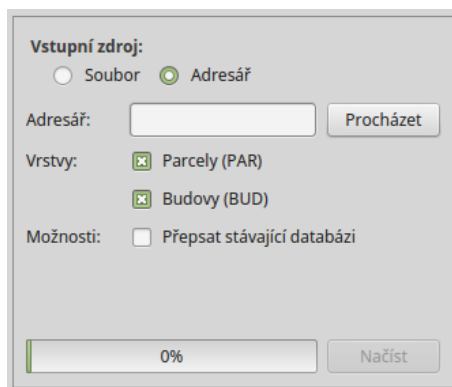 Vstupní zdroj:
Soubor Adresář
Adresář: Procházet
Vrstvy: Parcely (PAR)
Budovy (BUD)
Možnosti: Přepsat stávající databázi
0% Načíst